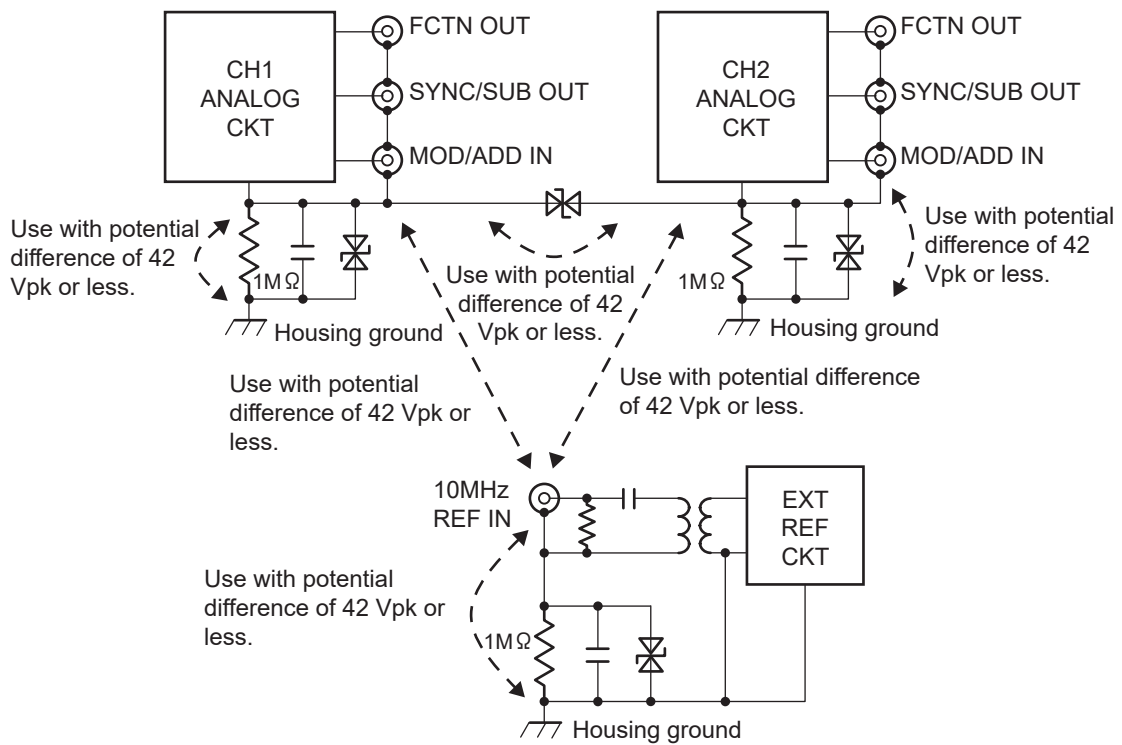 CH1
ANALOG
CKT
FCTN OUT
SYNC/SUB OUT
MOD/ADD IN
CH2
ANALOG
CKT
FCTN OUT
SYNC/SUB OUT
MOD/ADD IN
Use with potential
difference of 42
Vpk or less.
1MΩ
Housing ground
Use with potential
difference of 42
Vpk or less.
1MΩ
Housing ground
Use with potential
difference of 42
Vpk or less.
Use with potential
difference of 42 Vpk or
less.
Use with potential difference
of 42 Vpk or less.
10MHz
REF IN
EXT
REF
CKT
Use with potential
difference of 42 Vpk or
less.
1MΩ
Housing ground